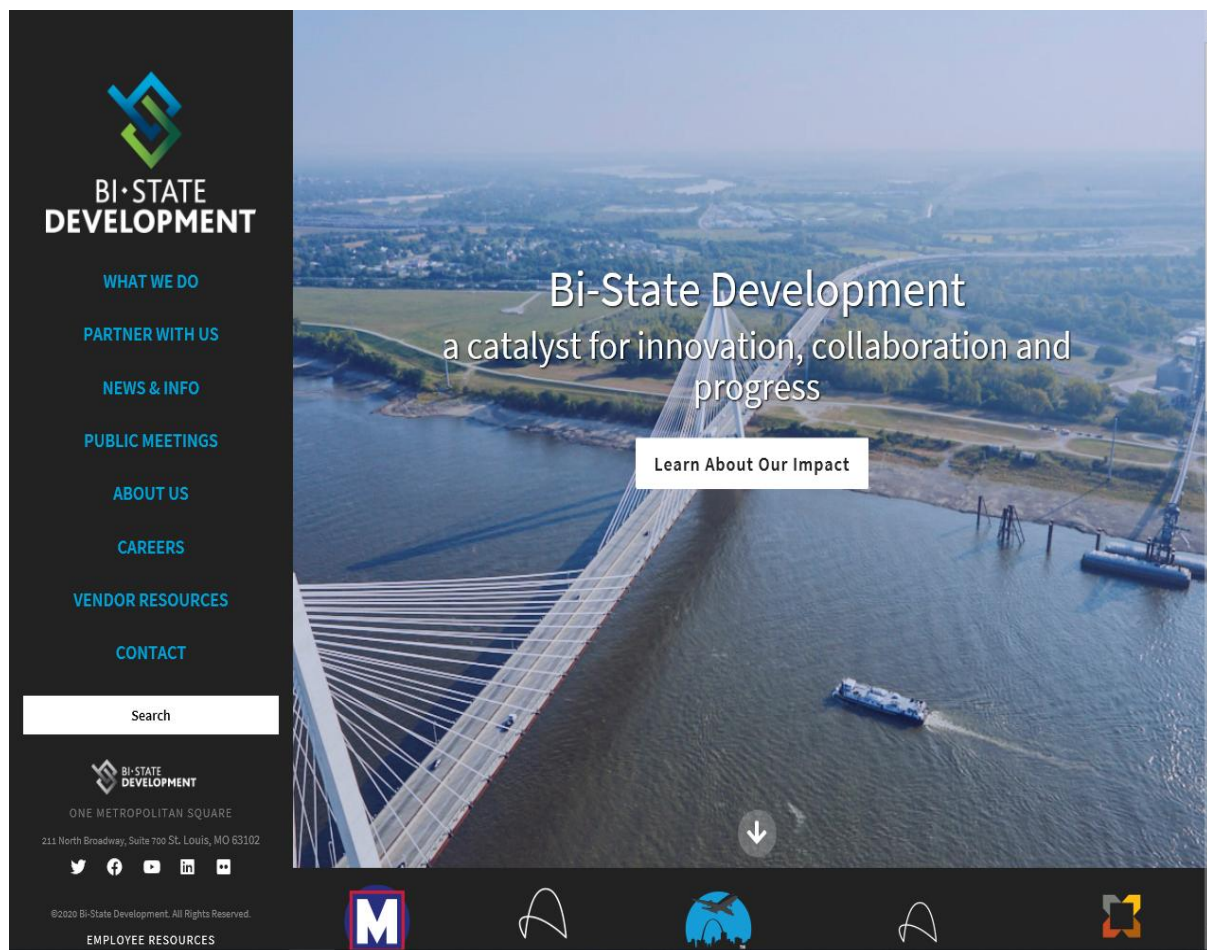 BI·STATE
DEVELOPMENT
WHAT WE DO
PARTNER WITH US
NEWS & INFO
PUBLIC MEETINGS
ABOUT US
CAREERS
VENDOR RESOURCES
CONTACT
Search
BI·STATE
DEVELOPMENT
ONE METROPOLITAN SQUARE
211 North Broadway, Suite 700 St. Louis, MO 63102
©2020 Bi-State Development. All Rights Reserved.
EMPLOYEE RESOURCES
Bi-State Development
a catalyst for innovation, collaboration and
progress
Learn About Our Impact
M